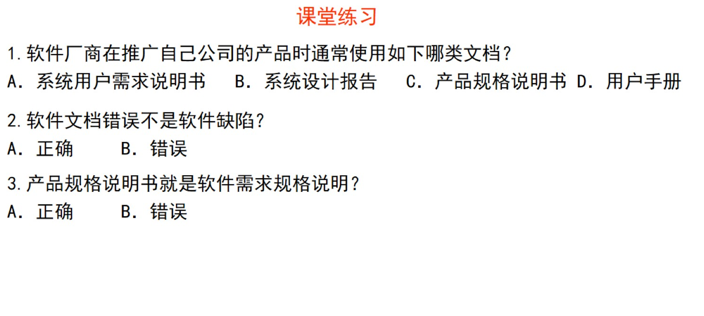 课堂练习
1.软件厂商在推广自己公司的产品时通常使用如下哪类文档？
A．系统用户需求说明书　B．系统设计报告　C．产品规格说明书 D．用户手册
2.软件文档错误不是软件缺陷？
A．正确　　B．错误
3.产品规格说明书就是软件需求规格说明？
A．正确　　B．错误